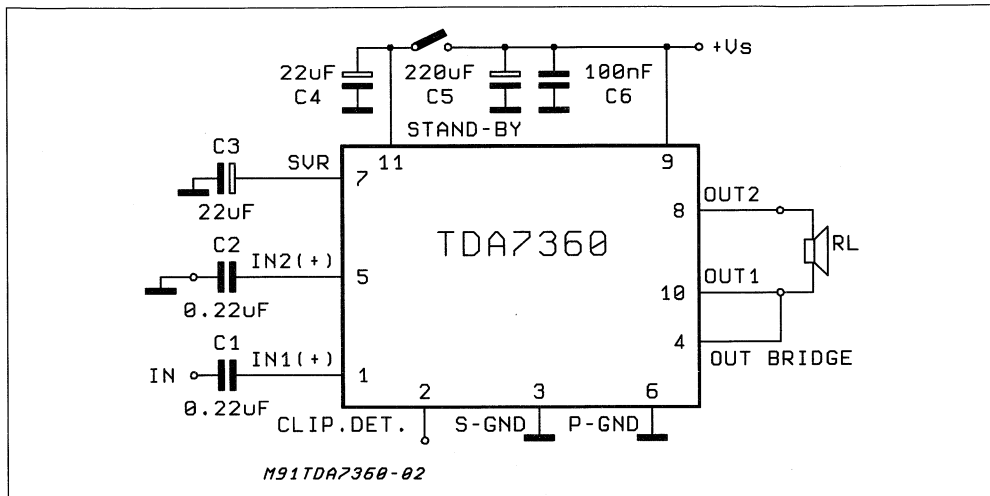 +Vs
22uF
C4
220uF
C5
100nF
C6
STAND-BY
11
9
C3
SVR
7
22uF
C2
IN2(+)
5
0.22uF
C1
IN
IN1(+)
1
0.22uF
TDA7360
8
OUT2
RL
10
OUT1
4
OUT BRIDGE
2
3
6
CLIP.DET.
S-GND
P-GND
M91TDA7360-02